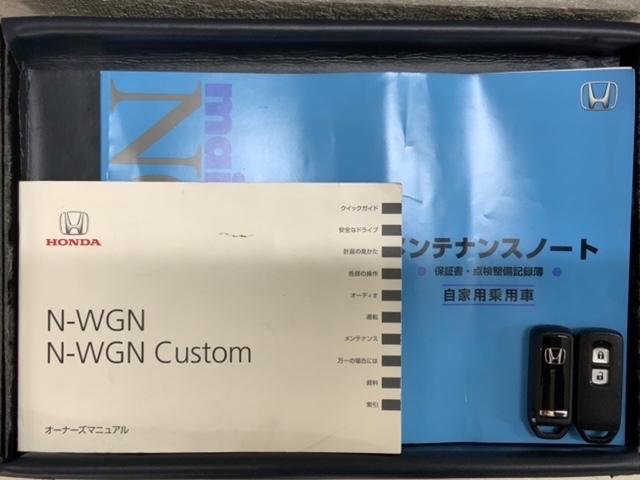 mai
NO
HONDA
N-WGN
N-WGN Custom
オーナーズマニュアル
クイックガイド
安全なドライブ
計器の見かた
各部の操作
オーディオ
運転
メンテナンス
万一の場合には
資料
索引
メンテナンスノート
保証書・点検整備記録簿
自家用乗用車